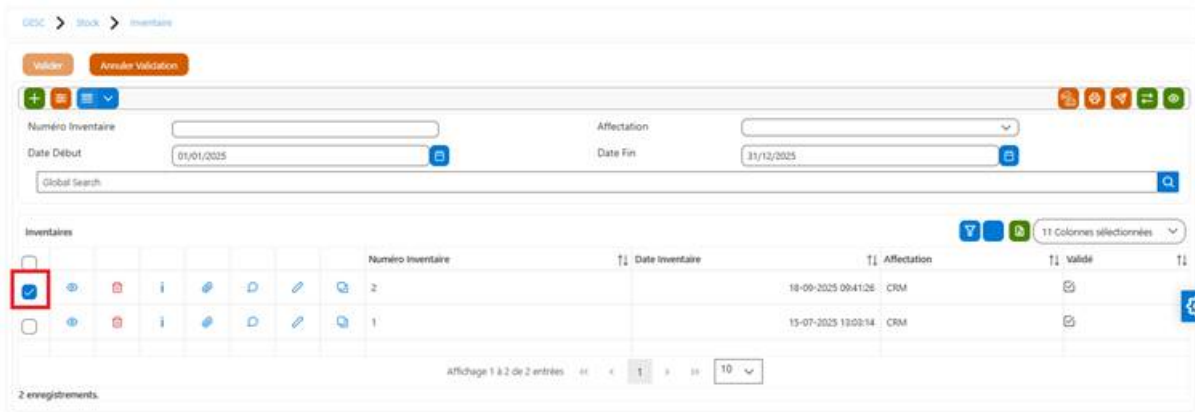 GESC > Stock > Inventaire
Valider Annuler Validation
Numéro Inventaire Affectation
Date Début 01/01/2025 Date Fin 31/12/2025
Global Search
Inventaires 11 Colonnes sélectionnées
Numéro Inventaire Date Inventaire Affectation Validé
2 18-09-2025 09:41:26 CRM
1 15-07-2025 13:03:14 CRM
Affichage 1 à 2 de 2 entrées 1 10
2 enregistrements.